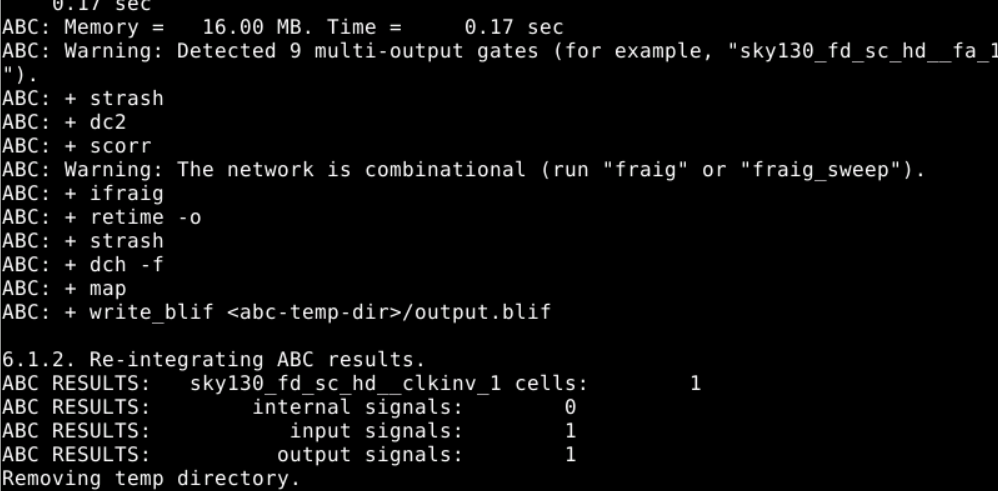 0.17 sec
ABC: Memory =   16.00 MB. Time =     0.17 sec
ABC: Warning: Detected 9 multi-output gates (for example, "sky130_fd_sc_hd__fa_1
").
ABC: + strash
ABC: + dc2
ABC: + scorr
ABC: Warning: The network is combinational (run "fraig" or "fraig_sweep").
ABC: + ifraig
ABC: + retime -o
ABC: + strash
ABC: + dch -f
ABC: + map
ABC: + write_blif <abc-temp-dir>/output.blif
6.1.2. Re-integrating ABC results.
ABC RESULTS:   sky130_fd_sc_hd__clkinv_1 cells:        1
ABC RESULTS:        internal signals:        0
ABC RESULTS:           input signals:        1
ABC RESULTS:          output signals:        1
Removing temp directory.